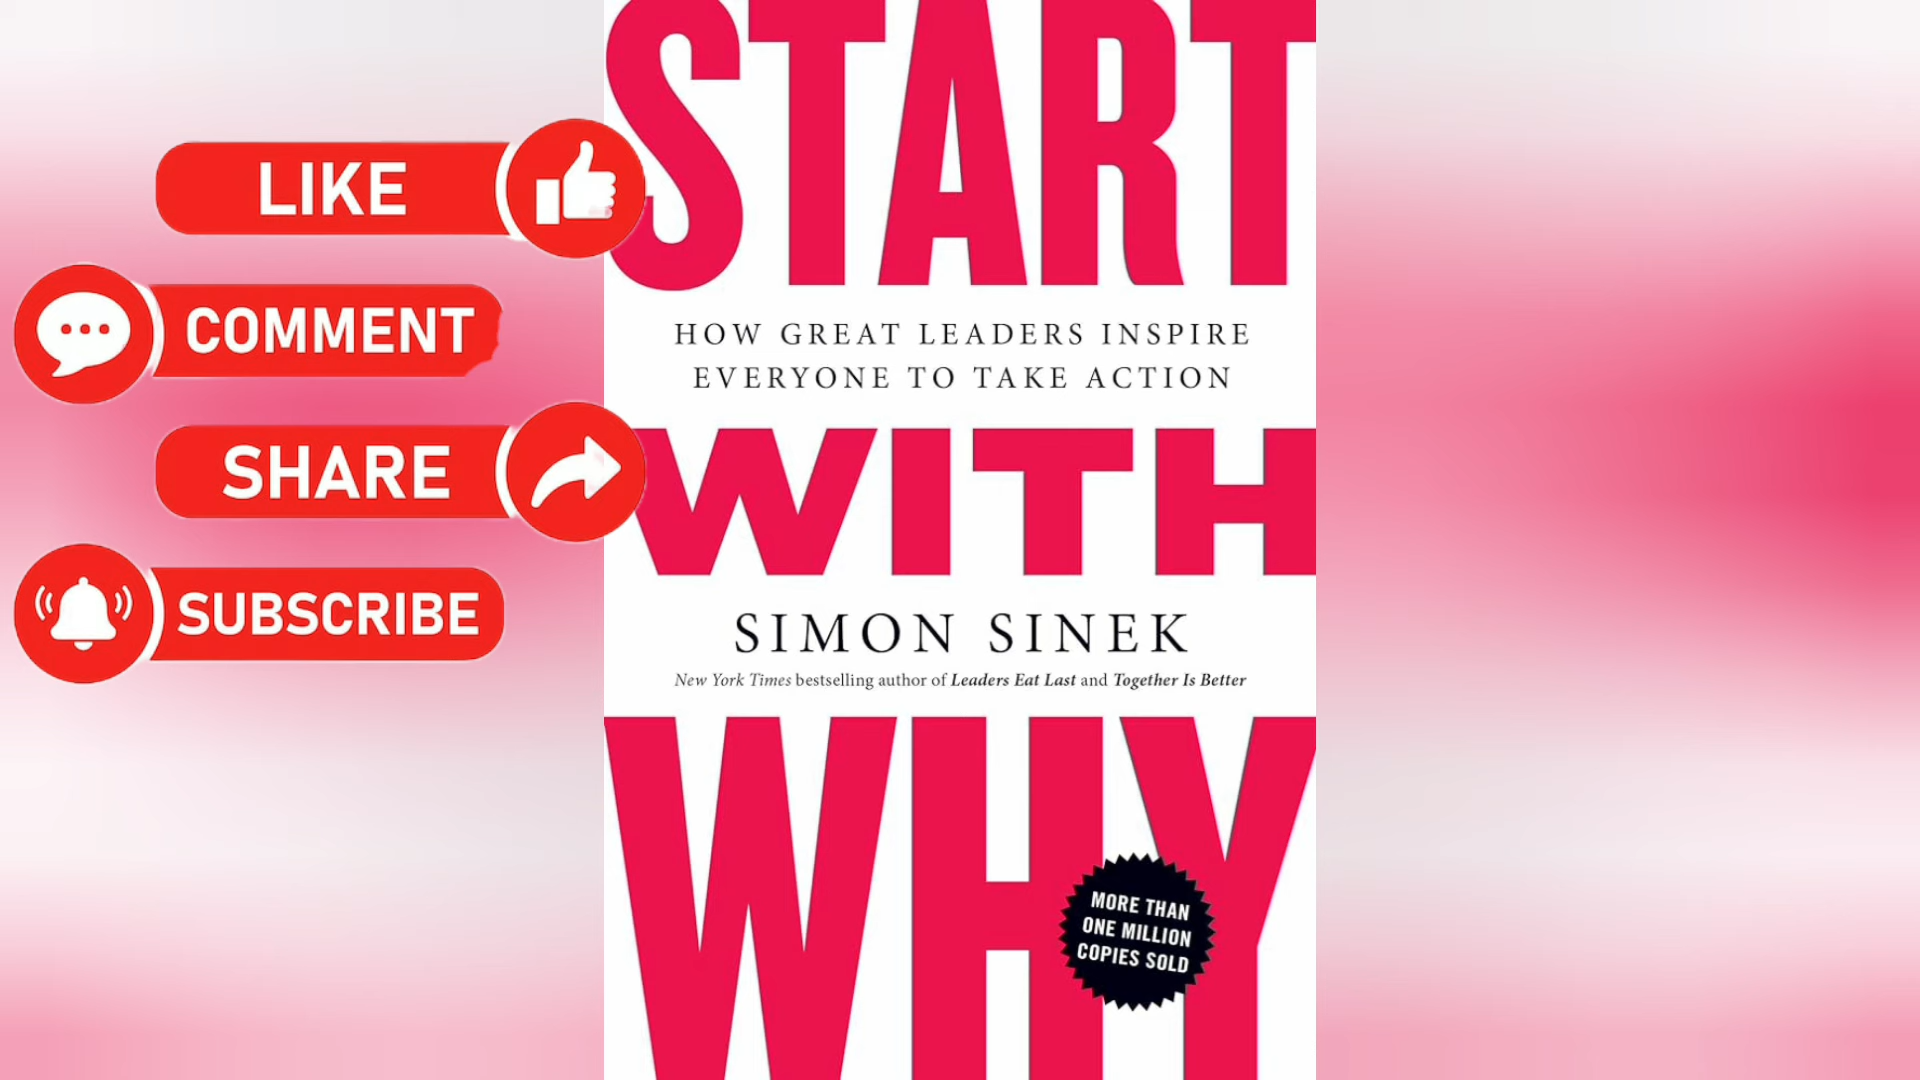 LIKE
COMMENT
SHARE
SUBSCRIBE
START
HOW GREAT LEADERS INSPIRE
EVERYONE TO TAKE ACTION
WITH
SIMON SINEK
New York Times bestselling author of Leaders Eat Last and Together Is Better
WHY
MORE THAN
ONE MILLION
COPIES SOLD